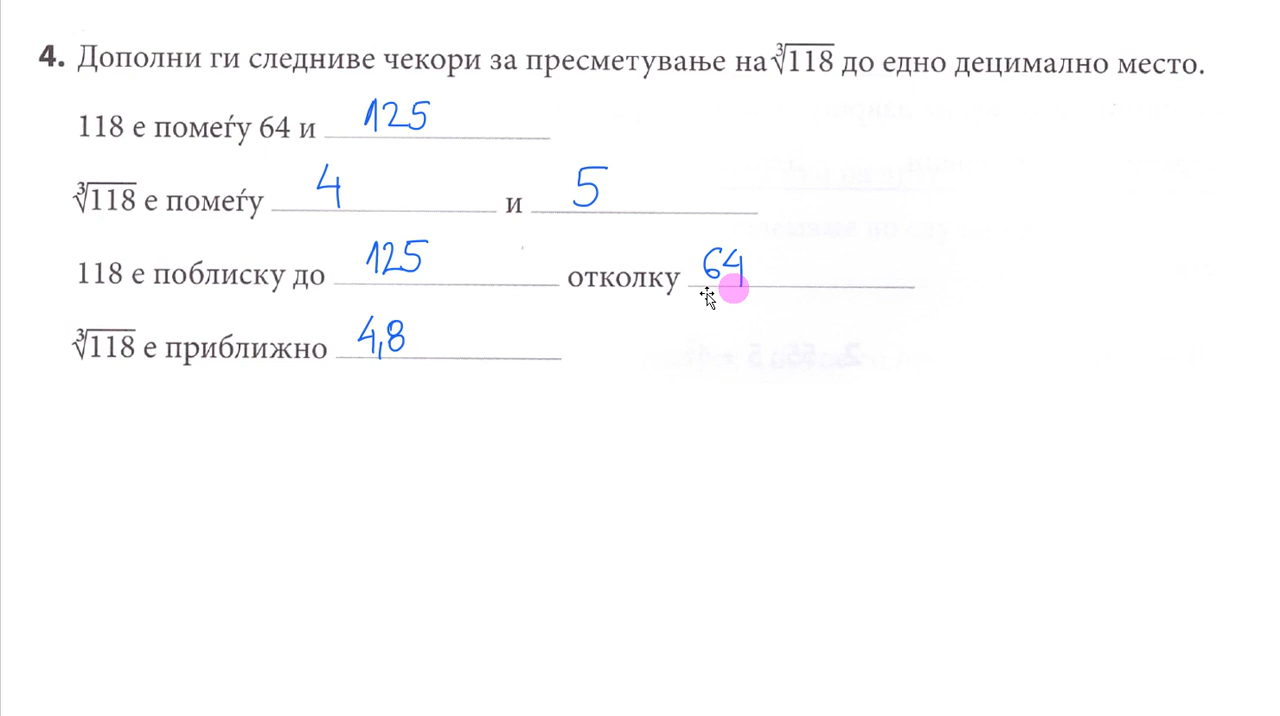 4. Дополни ги следниве чекори за пресметување на ∛118 до едно децимално место.
118 е помеѓу 64 и 125
∛118 е помеѓу 4 и 5
118 е поблиску до 125 отколку 64
∛118 е приближно 4,8